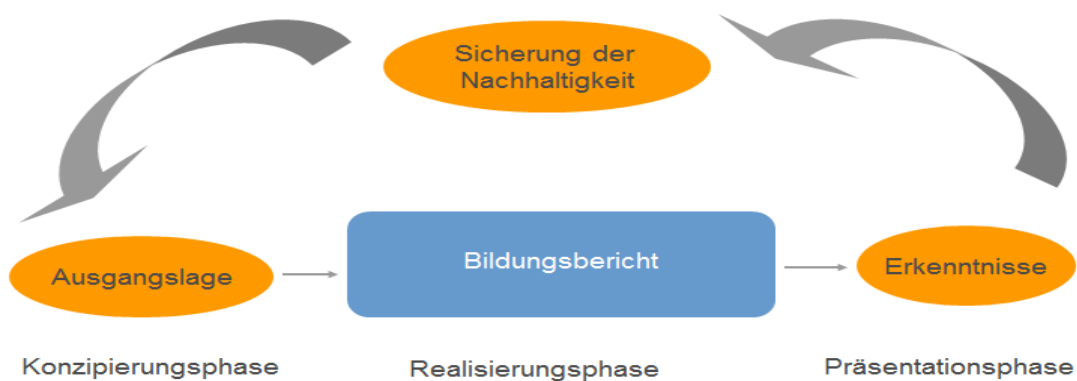 Sicherung der
Nachhaltigkeit
Ausgangslage
Bildungsbericht
Erkenntnisse
Konzipierungsphase
Realisierungsphase
Präsentationsphase